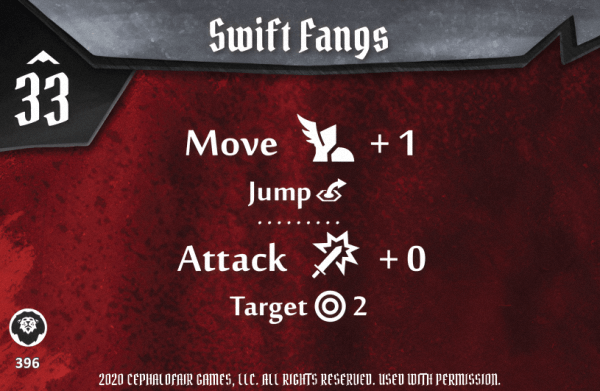 Swift Fangs
33
Move + 1
Jump
Attack + 0
Target 2
396
2020 CEPHALOFAIR GAMES, LLC. ALL RIGHTS RESERVED. USED WITH PERMISSION.